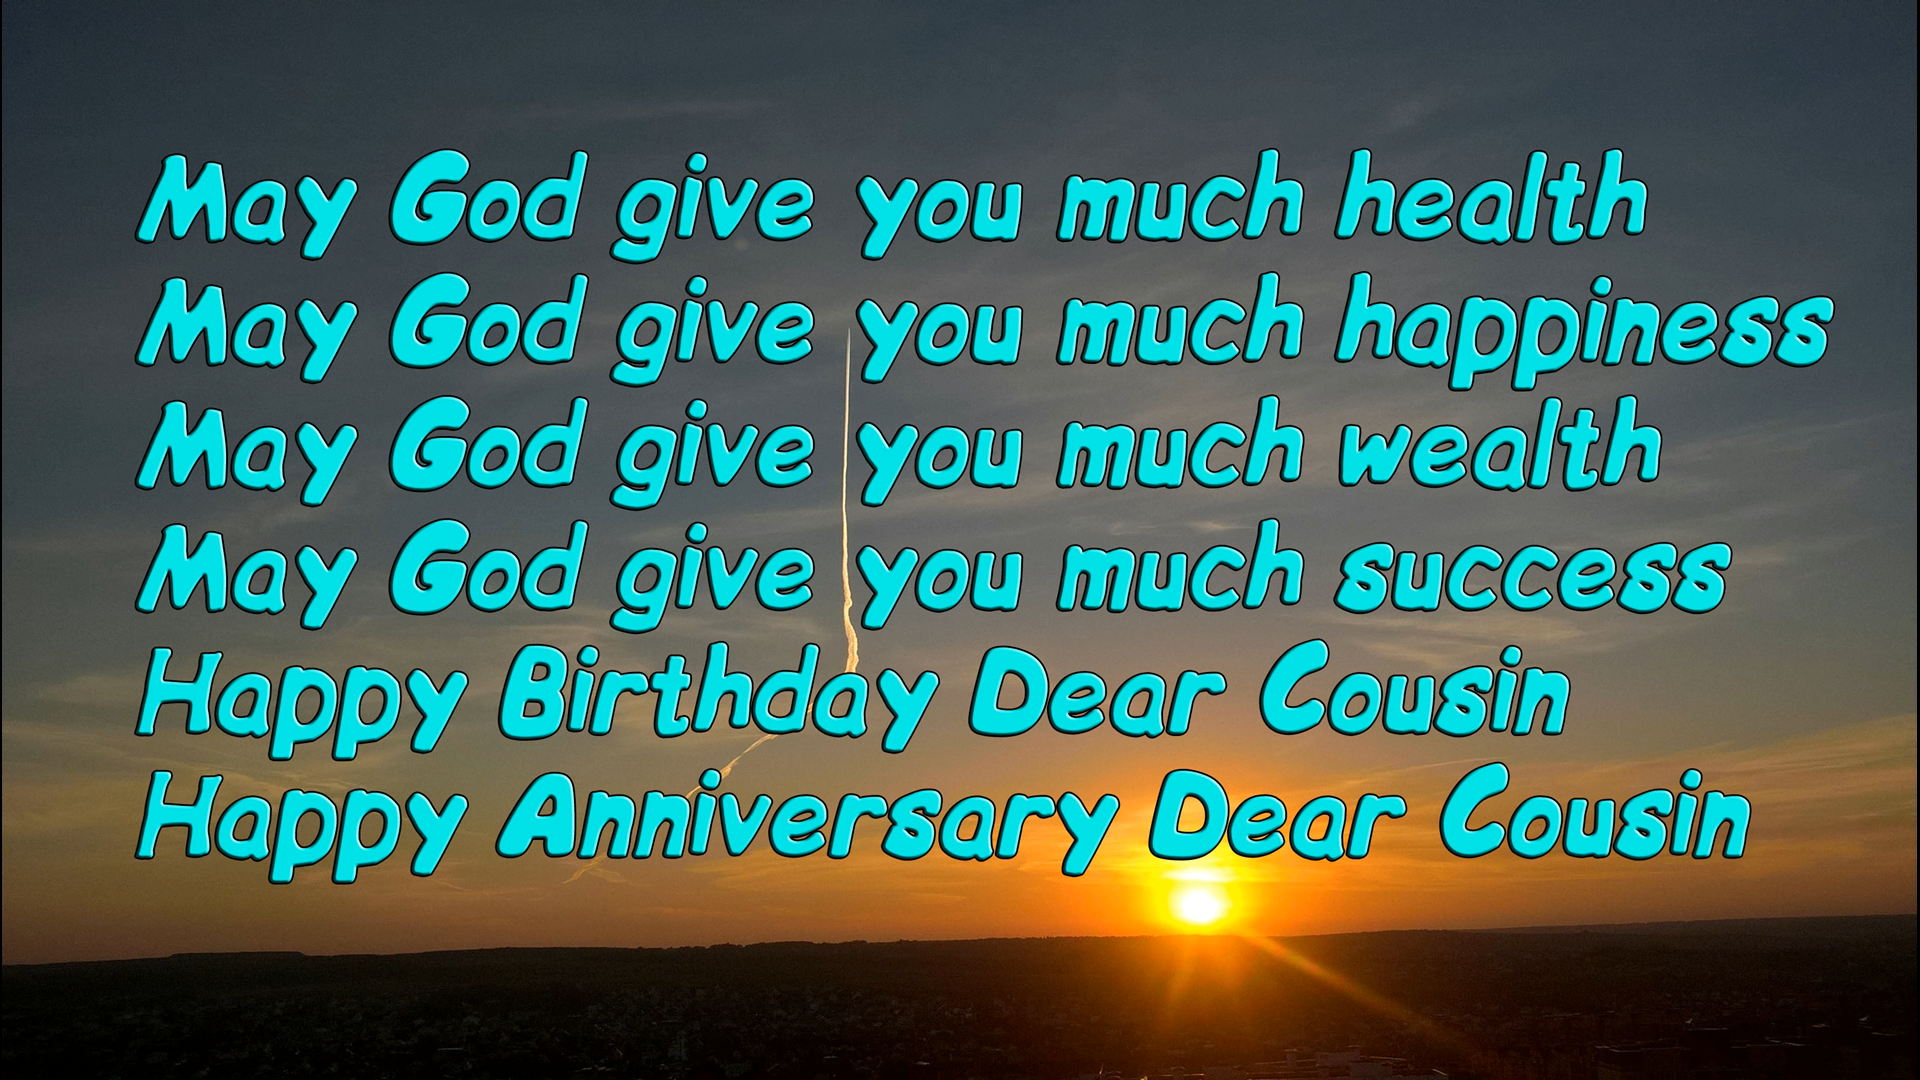 May God give you much health
May God give you much happiness
May God give you much wealth
May God give you much success
Happy Birthday Dear Cousin
Happy Anniversary Dear Cousin